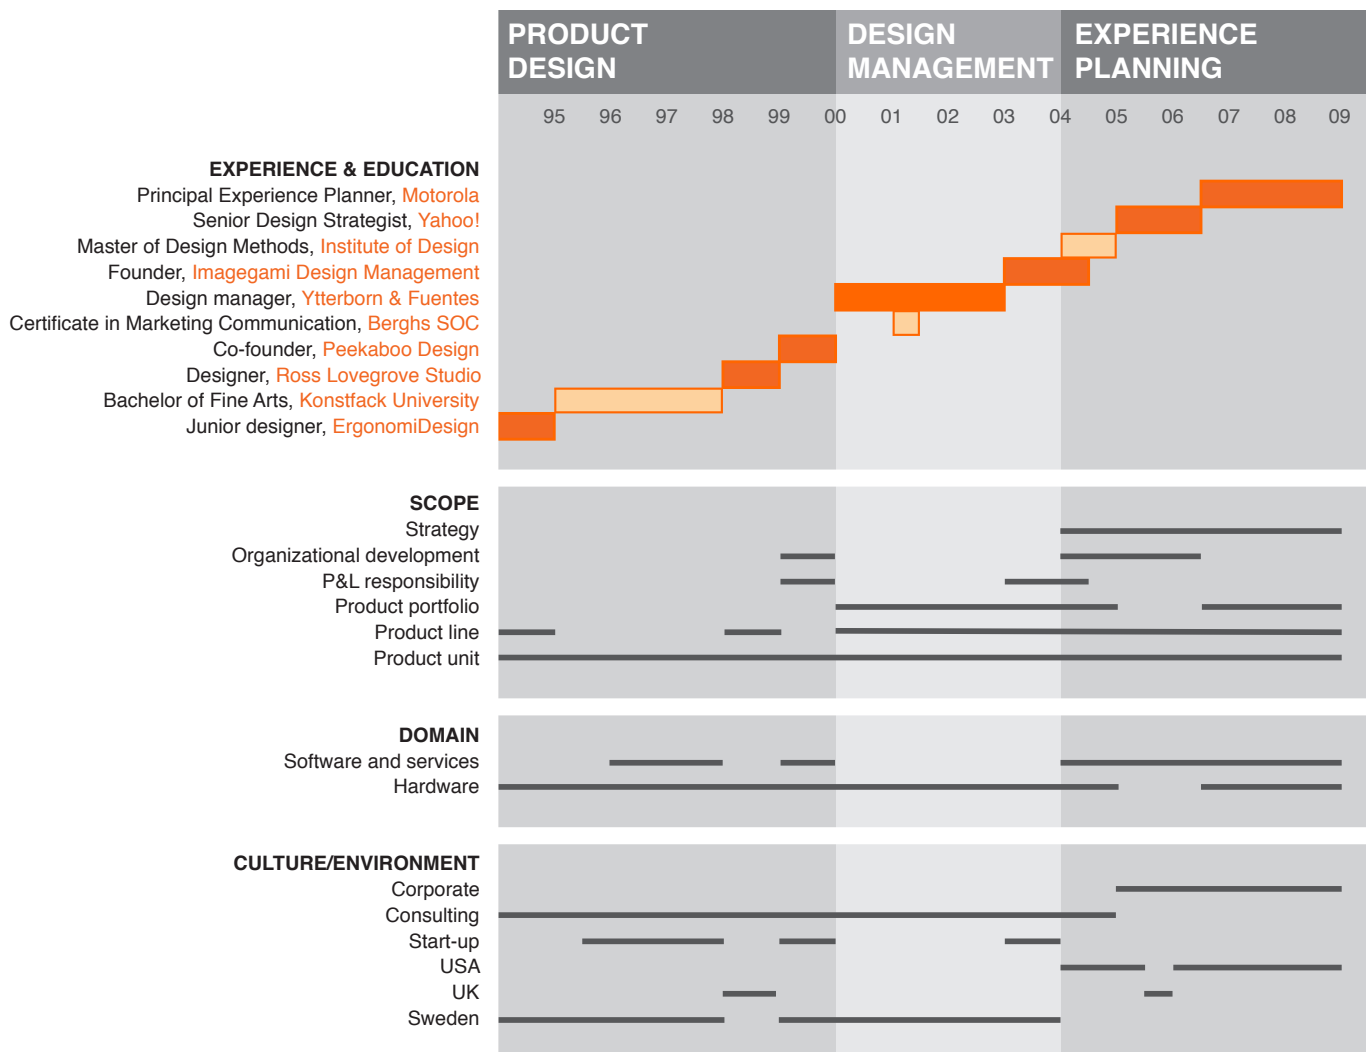 PRODUCT DESIGN
DESIGN MANAGEMENT
EXPERIENCE PLANNING
95 96 97 98 99 00 01 02 03 04 05 06 07 08 09
EXPERIENCE & EDUCATION
Principal Experience Planner, Motorola
Senior Design Strategist, Yahoo!
Master of Design Methods, Institute of Design
Founder, Imagegami Design Management
Design manager, Ytterborn & Fuentes
Certificate in Marketing Communication, Berghs SOC
Co-founder, Peekaboo Design
Designer, Ross Lovegrove Studio
Bachelor of Fine Arts, Konstfack University
Junior designer, ErgonomiDesign
SCOPE
Strategy
Organizational development
P&L responsibility
Product portfolio
Product line
Product unit
DOMAIN
Software and services
Hardware
CULTURE/ENVIRONMENT
Corporate
Consulting
Start-up
USA
UK
Sweden